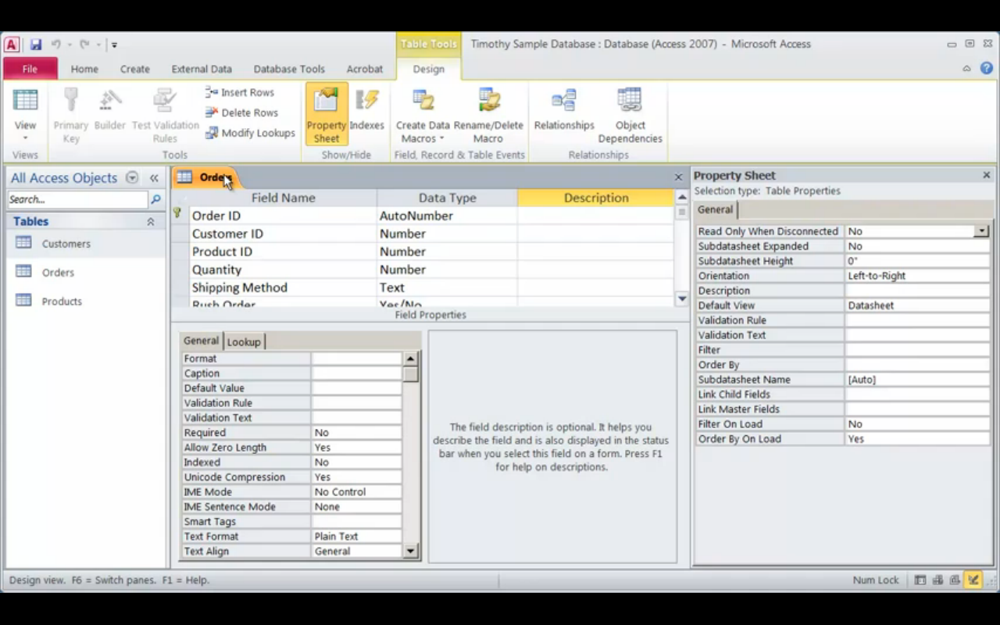 Table Tools
Timothy Sample Database : Database (Access 2007) - Microsoft Access
File Home Create External Data Database Tools Acrobat Design
View
Primary Key
Builder
Test Validation Rules
Insert Rows
Delete Rows
Modify Lookups
Property Sheet
Indexes
Create Data Macros
Rename/Delete Macro
Relationships
Object Dependencies
Views Tools Show/Hide Field, Record & Table Events Relationships
All Access Objects
Search...
Tables
Customers
Orders
Products
Orders
Field Name Data Type Description
Order ID AutoNumber
Customer ID Number
Product ID Number
Quantity Number
Shipping Method Text
Rush Order Yes/No
Field Properties
General Lookup
Format
Caption
Default Value
Validation Rule
Validation Text
Required No
Allow Zero Length Yes
Indexed No
Unicode Compression Yes
IME Mode No Control
IME Sentence Mode None
Smart Tags
Text Format Plain Text
Text Align General
The field description is optional. It helps you
describe the field and is also displayed in the status
bar when you select this field on a form. Press F1
for help on descriptions.
Property Sheet
Selection type: Table Properties
General
Read Only When Disconnected No
Subdatasheet Expanded No
Subdatasheet Height 0"
Orientation Left-to-Right
Description
Default View Datasheet
Validation Rule
Validation Text
Filter
Order By
Subdatasheet Name [Auto]
Link Child Fields
Link Master Fields
Filter On Load No
Order By On Load Yes
Design view. F6 = Switch panes. F1 = Help.
Num Lock